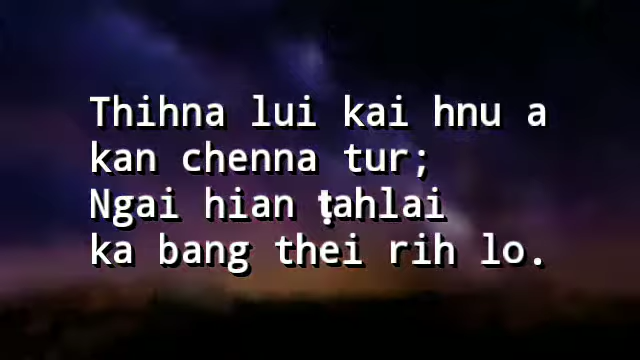 Thihna lui kai hnu a
kan chenna tur;
Ngai hian ṭahlai
ka bang thei rih lo.